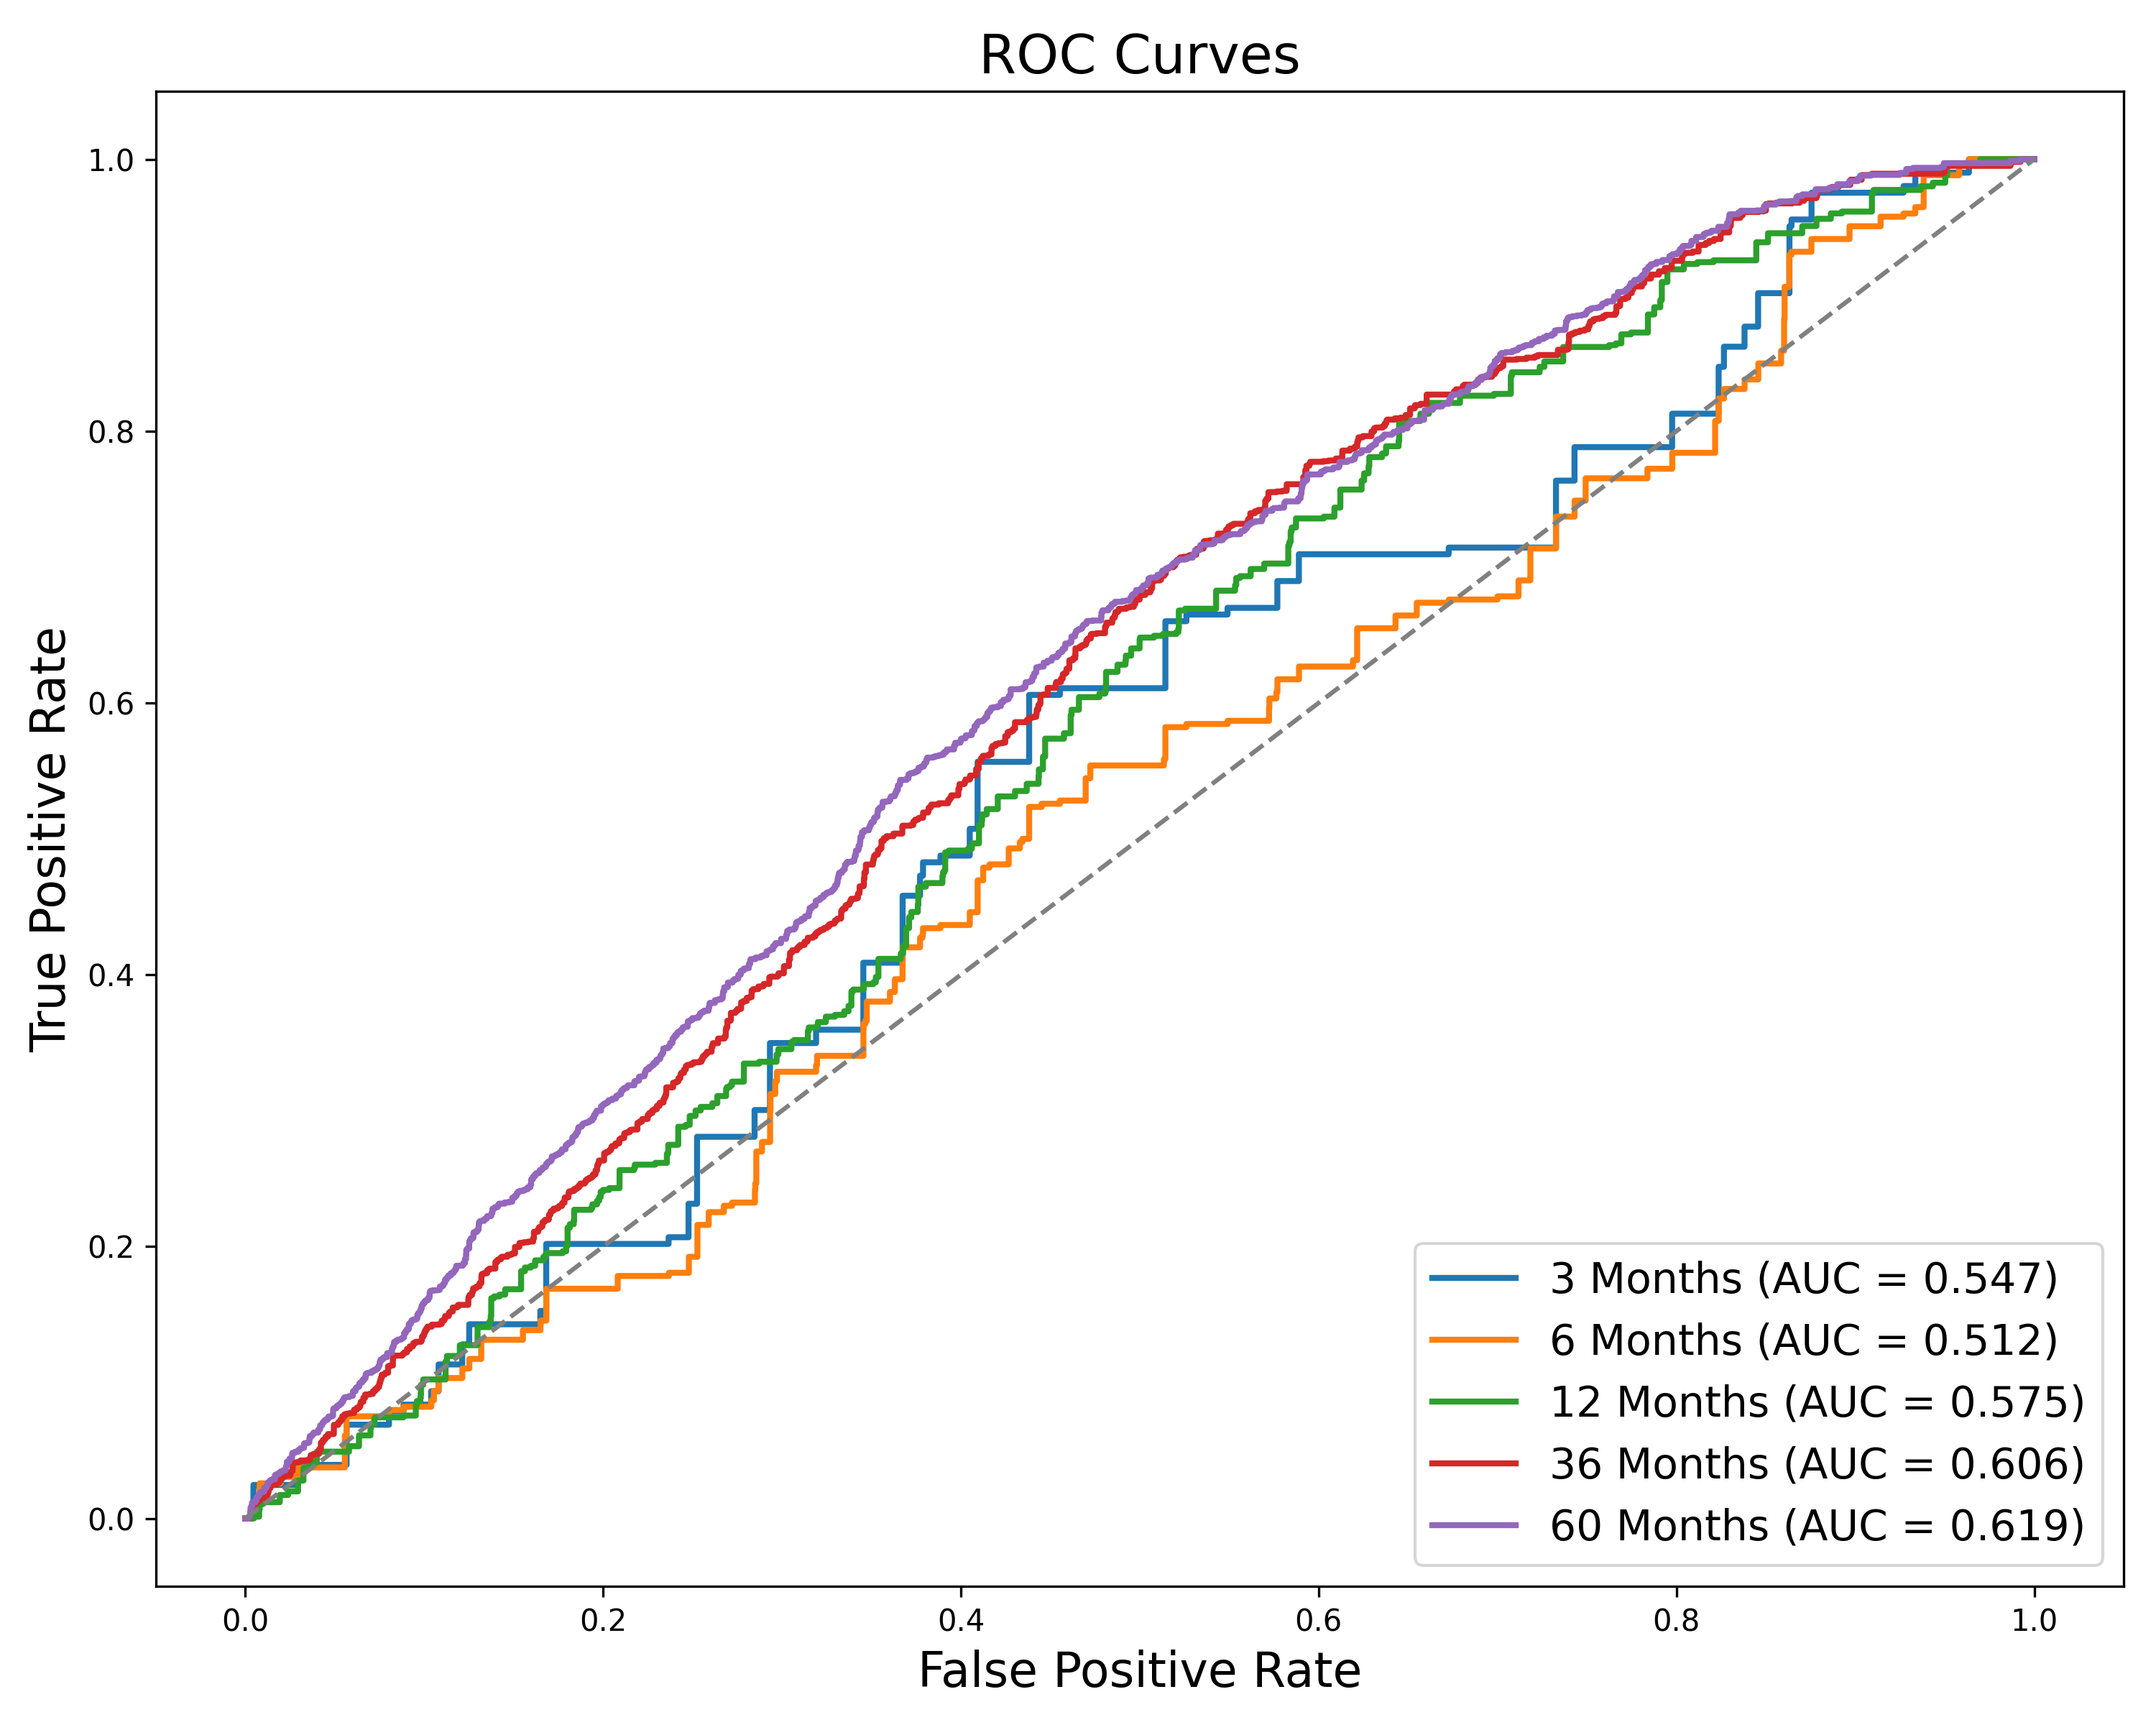 ROC Curves
1.0
0.8
0.6
0.4
0.2
0.0
True Positive Rate
0.0 0.2 0.4 0.6 0.8 1.0
False Positive Rate
3 Months (AUC = 0.547)
6 Months (AUC = 0.512)
12 Months (AUC = 0.575)
36 Months (AUC = 0.606)
60 Months (AUC = 0.619)